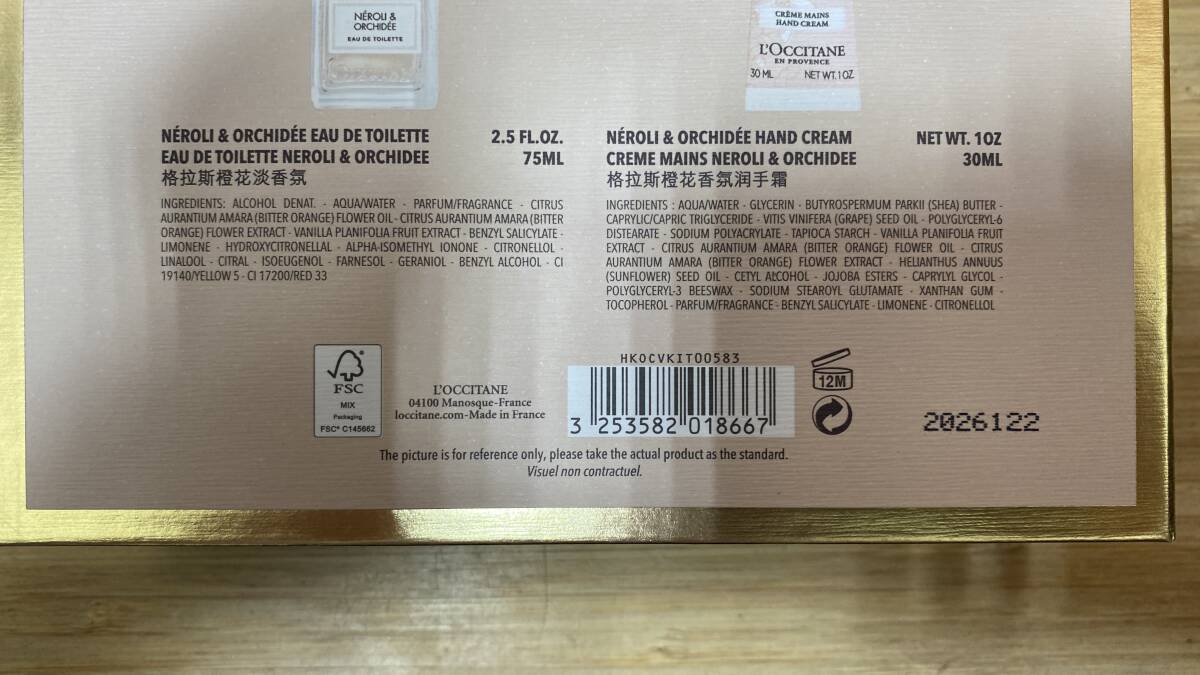 NÉROLI &
ORCHIDÉE
EAU DE TOILETTE
CRÈME MAINS
HAND CREAM
L'OCCITANE
EN PROVENCE
30 ML NET WT. 1 OZ
NÉROLI & ORCHIDÉE EAU DE TOILETTE 2.5 FL.OZ.
EAU DE TOILETTE NEROLI & ORCHIDEE 75ML
格拉斯橙花淡香氛
INGREDIENTS: ALCOHOL DENAT. - AQUA/WATER - PARFUM/FRAGRANCE - CITRUS
AURANTIUM AMARA (BITTER ORANGE) FLOWER OIL - CITRUS AURANTIUM AMARA (BITTER
ORANGE) FLOWER EXTRACT - VANILLA PLANIFOLIA FRUIT EXTRACT - BENZYL SALICYLATE -
LIMONENE - HYDROXYCITRONELLAL - ALPHA-ISOMETHYL IONONE - CITRONELLOL -
LINALOOL - CITRAL - ISOEUGENOL - FARNESOL - GERANIOL - BENZYL ALCOHOL - CI
19140/YELLOW 5 - CI 17200/RED 33
NÉROLI & ORCHIDÉE HAND CREAM NET WT. 1OZ
CREME MAINS NEROLI & ORCHIDEE 30ML
格拉斯橙花香氛润手霜
INGREDIENTS : AQUA/WATER - GLYCERIN - BUTYROSPERMUM PARKII (SHEA) BUTTER -
CAPRYLIC/CAPRIC TRIGLYCERIDE - VITIS VINIFERA (GRAPE) SEED OIL - POLYGLYCERYL-6
DISTEARATE - SODIUM POLYACRYLATE - TAPIOCA STARCH - VANILLA PLANIFOLIA FRUIT
EXTRACT - CITRUS AURANTIUM AMARA (BITTER ORANGE) FLOWER OIL - CITRUS
AURANTIUM AMARA (BITTER ORANGE) FLOWER EXTRACT - HELIANTHUS ANNUUS
(SUNFLOWER) SEED OIL - CETYL ALCOHOL - JOJOBA ESTERS - CAPRYLYL GLYCOL -
POLYGLYCERYL-3 BEESWAX - SODIUM STEAROYL GLUTAMATE - XANTHAN GUM -
TOCOPHEROL - PARFUM/FRAGRANCE - BENZYL SALICYLATE - LIMONENE - CITRONELLOL
FSC
MIX
Packaging
FSC® C145662
L'OCCITANE
04100 Manosque-France
loccitane.com-Made in France
HKOCVKIT00583
3 253582 018667
12M
2026122
The picture is for reference only, please take the actual product as the standard.
Visuel non contractuel.